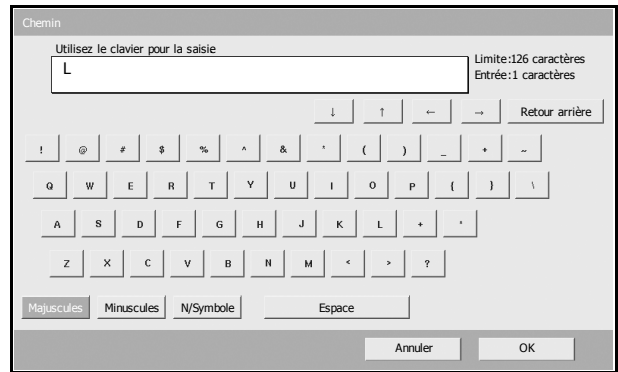 Chemin
Utilisez le clavier pour la saisie
L
Limite:126 caractères
Entrée:1 caractères
↓ ↑ ← → Retour arrière
! @ # $ % ^ & * ( ) _ + ~
Q W E R T Y U I O P { } \
A S D F G H J K L + "
Z X C V B N M < > ?
Majuscules Minuscules N/Symbole Espace
Annuler OK